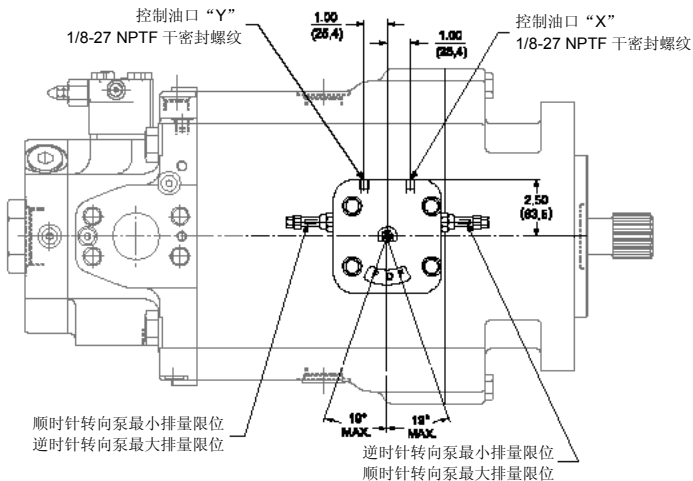 控制油口“Y”
1/8-27 NPTF 干密封螺纹
1.00
(25,4)
控制油口“X”
1/8-27 NPTF 干密封螺纹
1.00
(25,4)
2.50
(63,5)
顺时针转向泵最小排量限位
逆时针转向泵最大排量限位
19°
MAX.
19°
MAX.
逆时针转向泵最小排量限位
顺时针转向泵最大排量限位